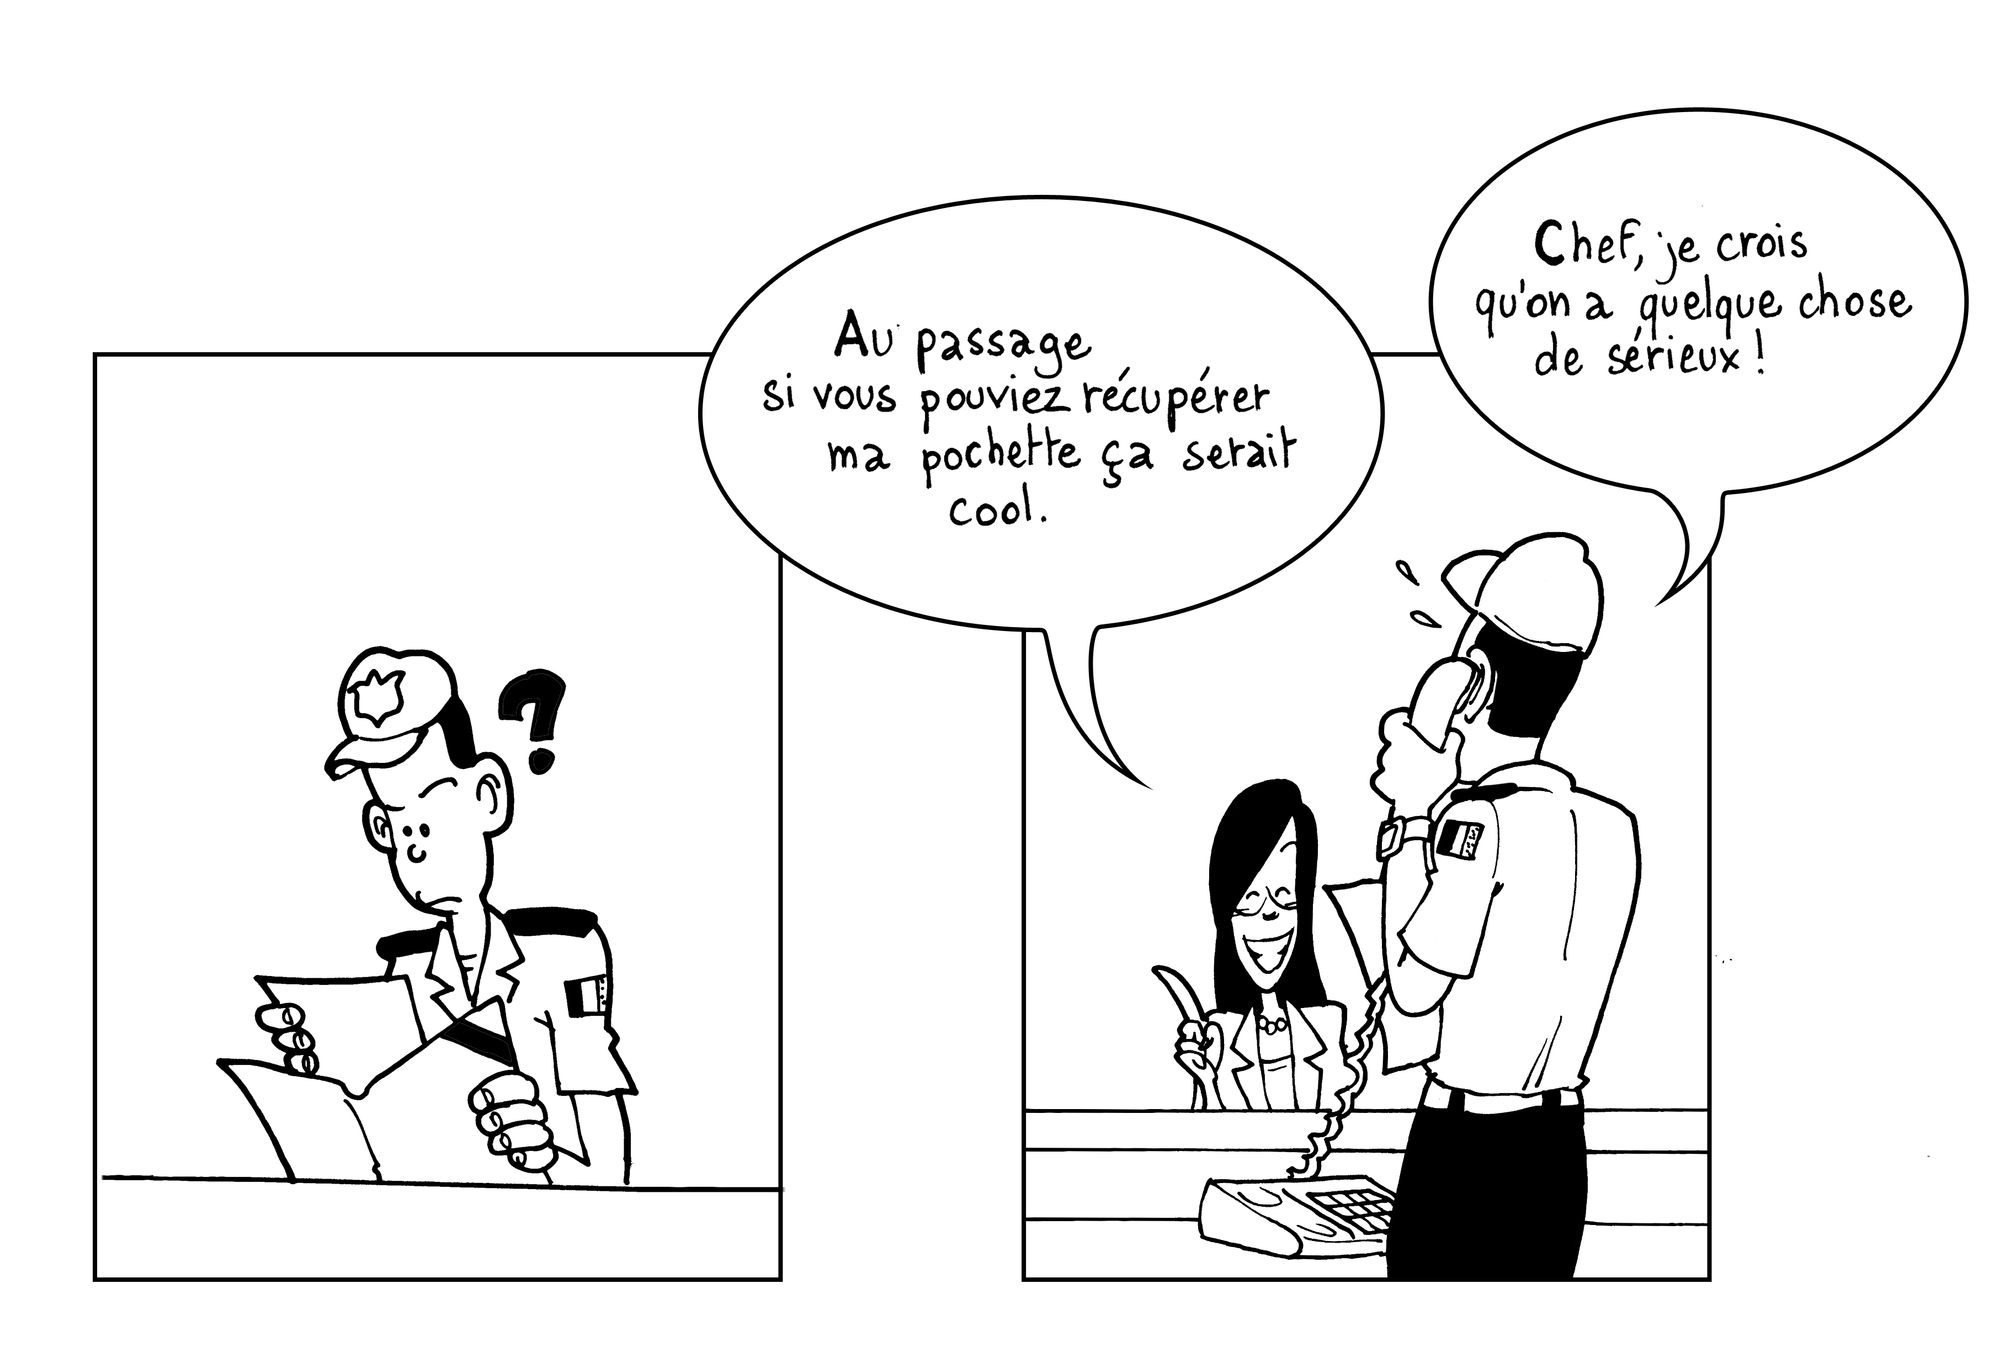 Au passage
si vous pouviez récupérer
ma pochette ça serait
cool.
Chef, je crois
qu'on a quelque chose
de sérieux !
?